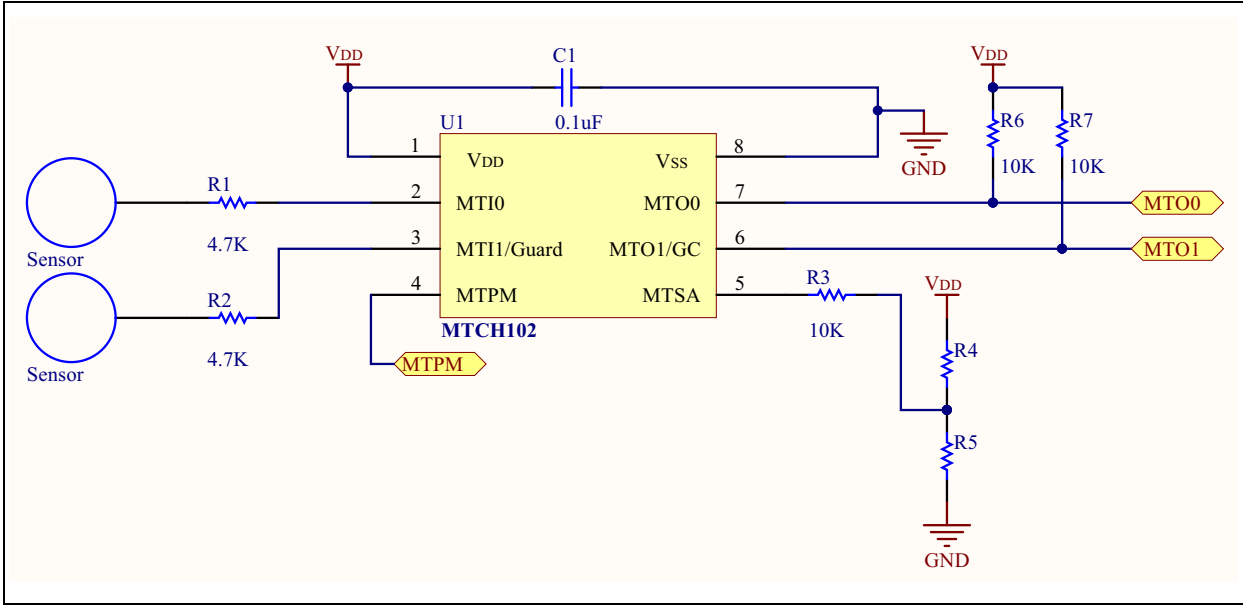 VDD
C1
0.1uF
VDD
R6
10K
R7
10K
GND
U1
1
VDD
VSS
8
Sensor
R1
4.7K
2
MTI0
MTO0
7
MTO0
3
MTI1/Guard
MTO1/GC
6
MTO1
Sensor
R2
4.7K
4
MTPM
MTSA
5
R3
10K
VDD
MTCH102
MTPM
R4
R5
GND